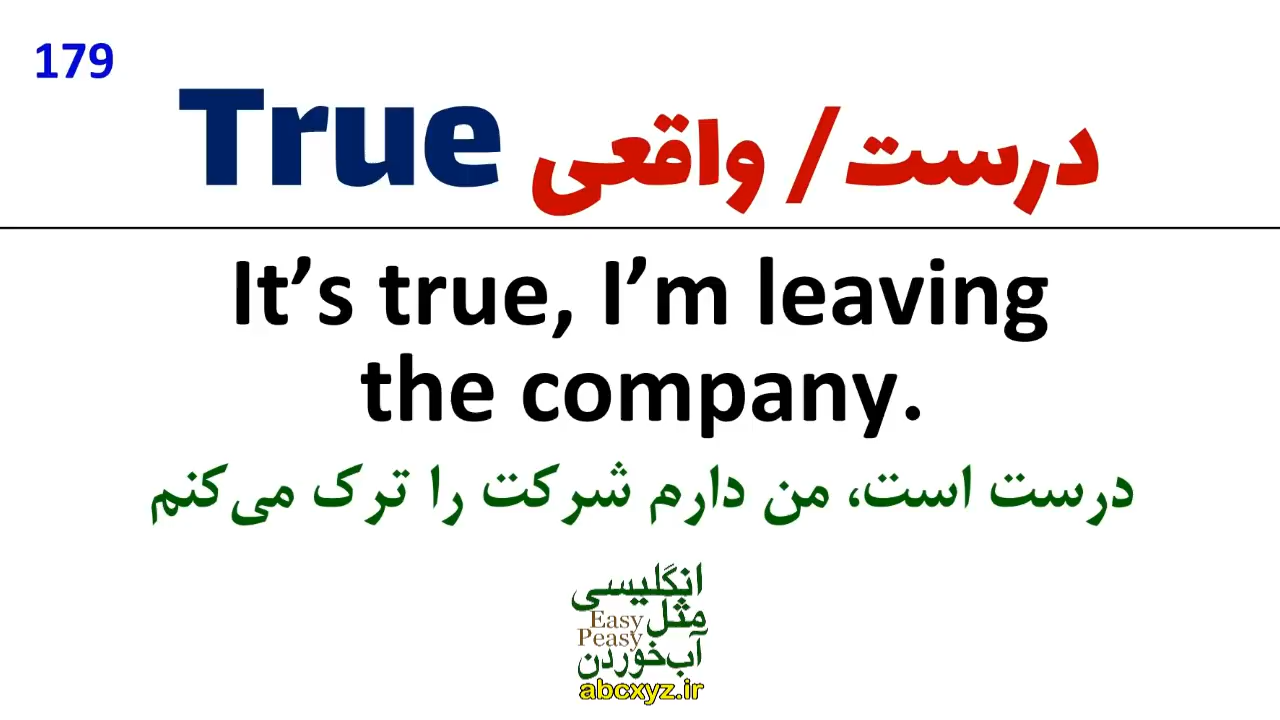 179
True درست / واقعی
It's true, I'm leaving
the company.
درست است، من دارم شرکت را ترک می‌کنم
انگلیسی
مثل Easy
Peasy
آب‌خوردن
abcxyz.ir